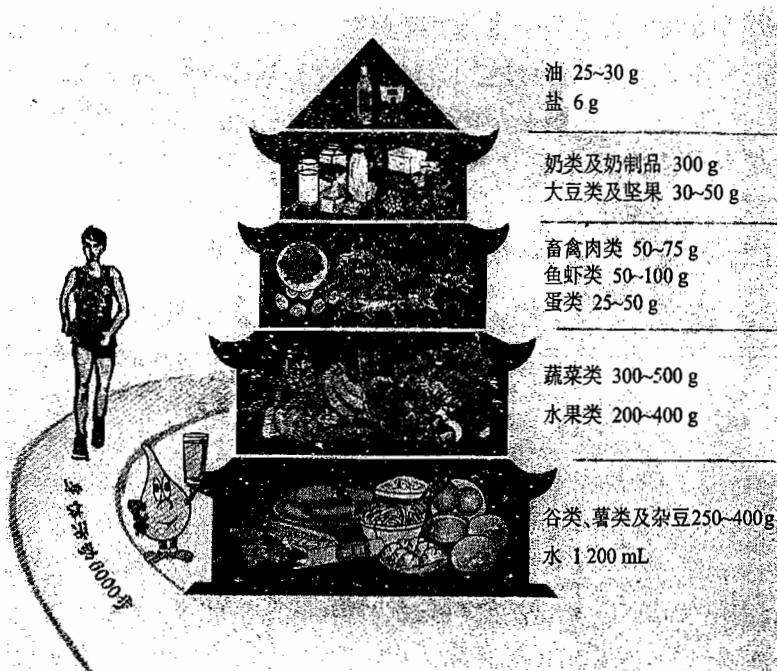 油 25~30 g
盐 6 g
奶类及奶制品 300 g
大豆类及坚果 30~50 g
畜禽肉类 50~75 g
鱼虾类 50~100 g
蛋类 25~50 g
蔬菜类 300~500 g
水果类 200~400 g
谷类、薯类及杂豆250~400g
水 1 200 mL
身体活动6000步